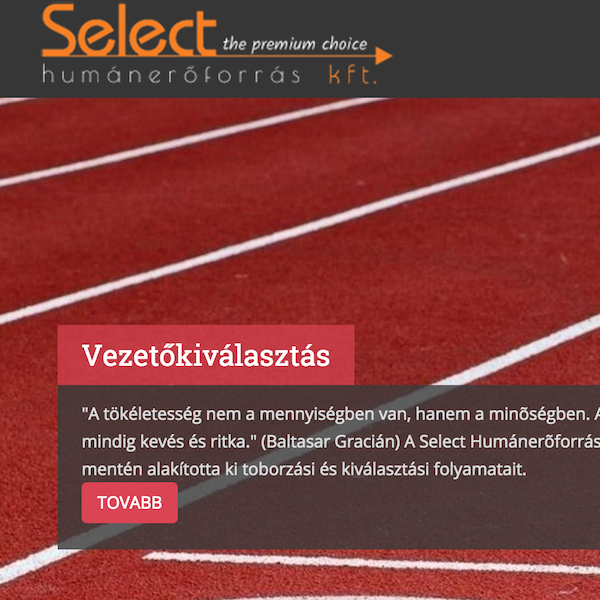 Select the premium choice
humánerőforrás kft.
Vezetőkiválasztás
"A tökéletesség nem a mennyiségben van, hanem a minõségben. A
mindig kevés és ritka." (Baltasar Gracián) A Select Humánerõforrás
mentén alakította ki toborzási és kiválasztási folyamatait.
TOVABB